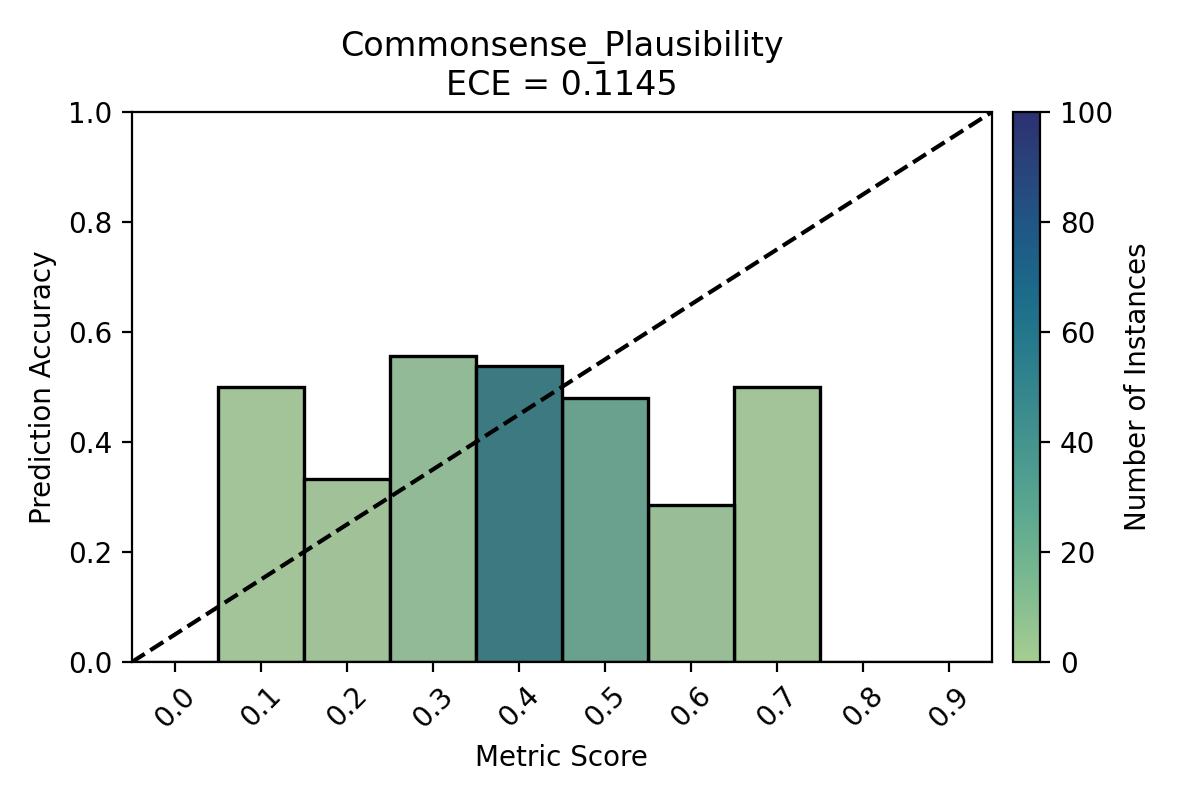 Commonsense_Plausibility
ECE = 0.1145
1.0
0.8
0.6
0.4
0.2
0.0
Prediction Accuracy
0.0 0.1 0.2 0.3 0.4 0.5 0.6 0.7 0.8 0.9
Metric Score
100
80
60
40
20
0
Number of Instances